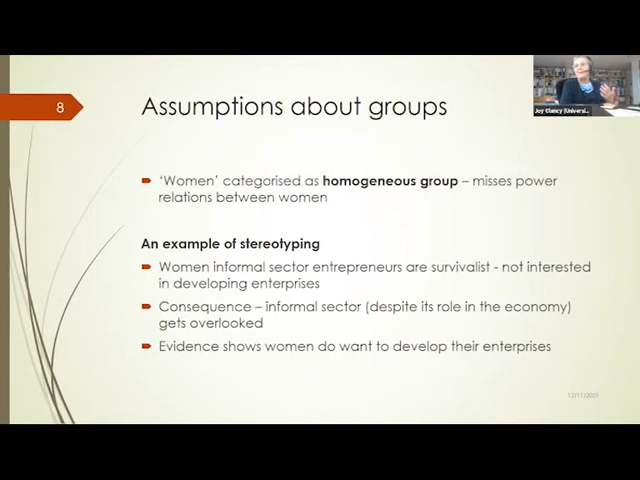 8
Assumptions about groups
Joy Clancy (Universi...
‘Women’ categorised as homogeneous group – misses power
relations between women
An example of stereotyping
Women informal sector entrepreneurs are survivalist - not interested
in developing enterprises
Consequence – informal sector (despite its role in the economy)
gets overlooked
Evidence shows women do want to develop their enterprises
12/11/2021